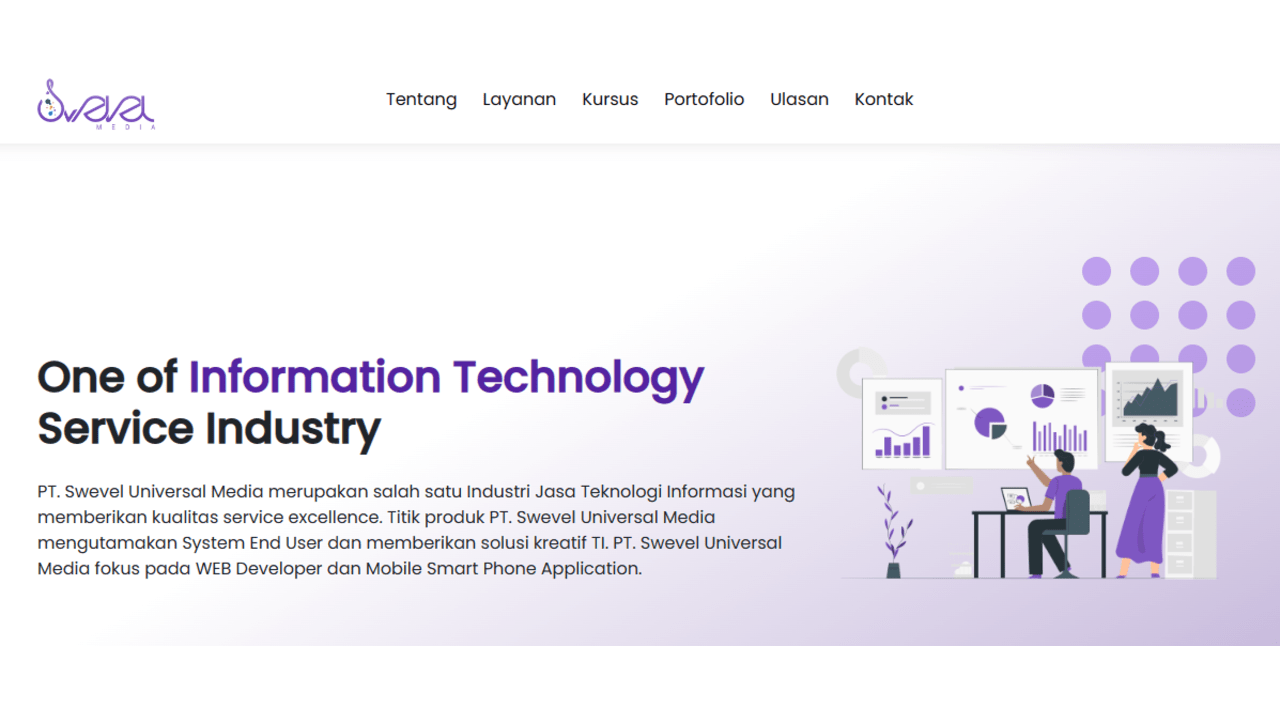 Swevel
MEDIA
Tentang Layanan Kursus Portofolio Ulasan Kontak
One of Information Technology
Service Industry
PT. Swevel Universal Media merupakan salah satu Industri Jasa Teknologi Informasi yang
memberikan kualitas service excellence. Titik produk PT. Swevel Universal Media
mengutamakan System End User dan memberikan solusi kreatif TI. PT. Swevel Universal
Media fokus pada WEB Developer dan Mobile Smart Phone Application.